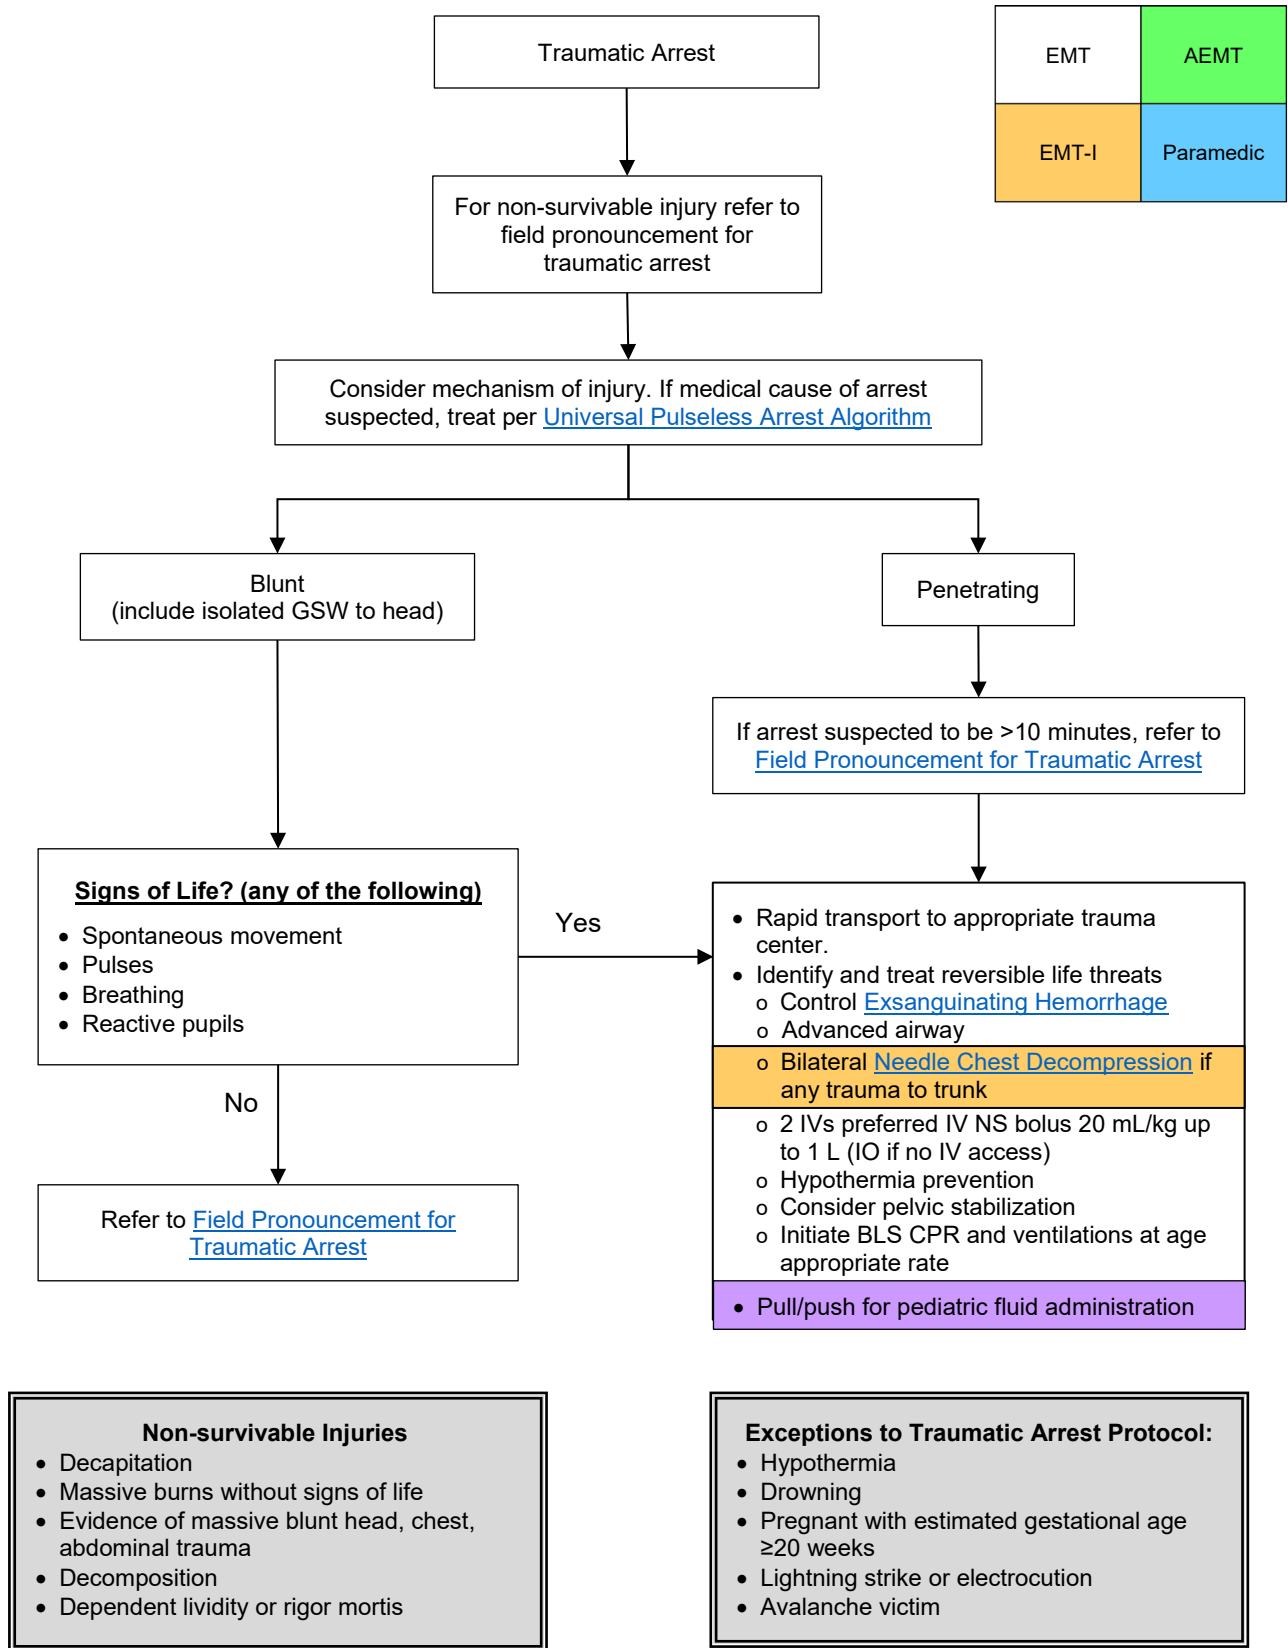 Traumatic Arrest
EMT
AEMT
EMT-I
Paramedic
For non-survivable injury refer to
field pronouncement for
traumatic arrest
Consider mechanism of injury. If medical cause of arrest
suspected, treat per Universal Pulseless Arrest Algorithm
Blunt
(include isolated GSW to head)
Penetrating
If arrest suspected to be >10 minutes, refer to
Field Pronouncement for Traumatic Arrest
Signs of Life? (any of the following)
• Spontaneous movement
• Pulses
• Breathing
• Reactive pupils
Yes
No
Refer to Field Pronouncement for
Traumatic Arrest
• Rapid transport to appropriate trauma
center.
• Identify and treat reversible life threats
o Control Exsanguinating Hemorrhage
o Advanced airway
o Bilateral Needle Chest Decompression if
any trauma to trunk
o 2 IVs preferred IV NS bolus 20 mL/kg up
to 1 L (IO if no IV access)
o Hypothermia prevention
o Consider pelvic stabilization
o Initiate BLS CPR and ventilations at age
appropriate rate
• Pull/push for pediatric fluid administration
Non-survivable Injuries
• Decapitation
• Massive burns without signs of life
• Evidence of massive blunt head, chest,
abdominal trauma
• Decomposition
• Dependent lividity or rigor mortis
Exceptions to Traumatic Arrest Protocol:
• Hypothermia
• Drowning
• Pregnant with estimated gestational age
≥20 weeks
• Lightning strike or electrocution
• Avalanche victim